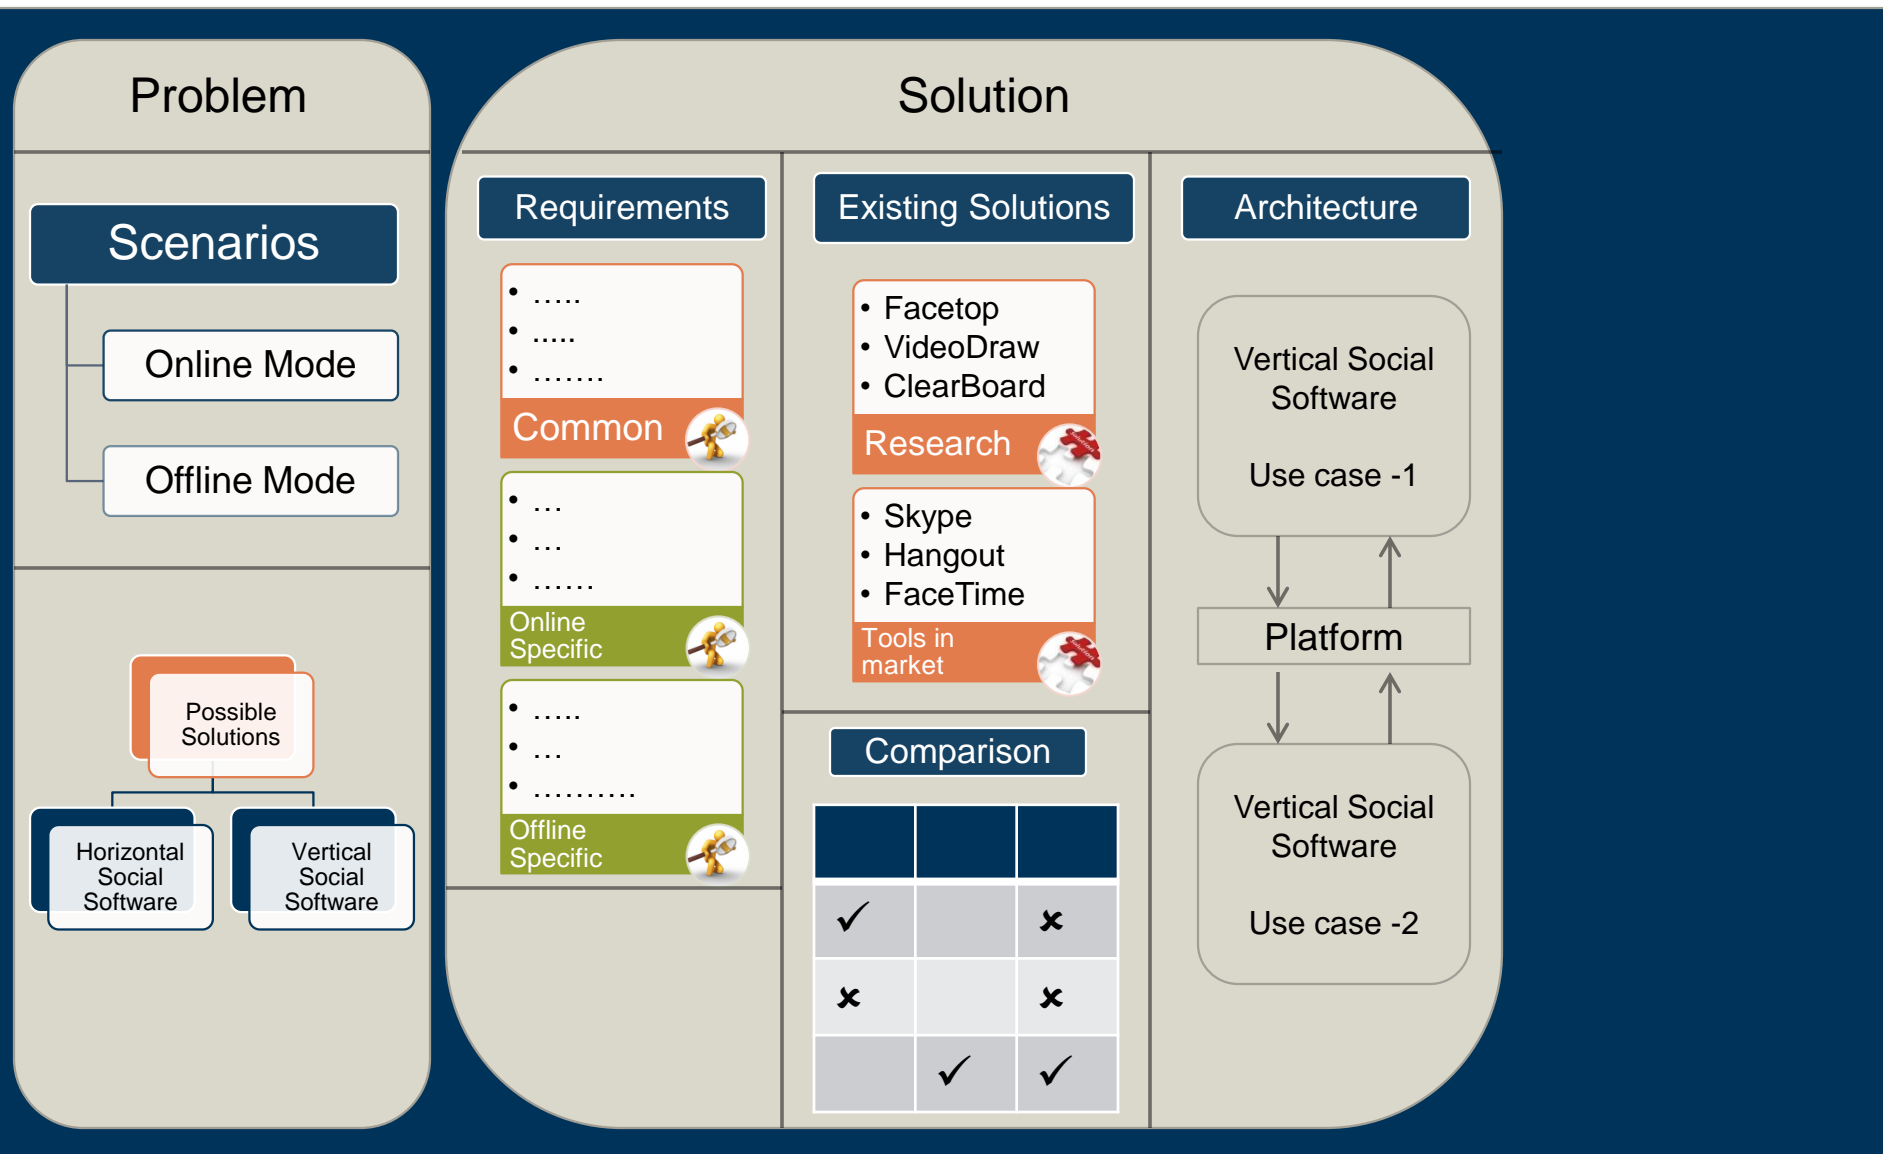 Problem
Scenarios
Online Mode
Offline Mode
Possible
Solutions
Horizontal
Social
Software
Vertical
Social
Software
Solution
Requirements
• …..
• .....
• …….
Common
• …
• …
• ……
Online
Specific
• …..
• …
• ……….
Offline
Specific
Existing Solutions
• Facetop
• VideoDraw
• ClearBoard
Research
• Skype
• Hangout
• FaceTime
Tools in
market
Comparison
✓ ✘
✘ ✘
✓ ✓
Architecture
Vertical Social
Software
Use case -1
Platform
Vertical Social
Software
Use case -2